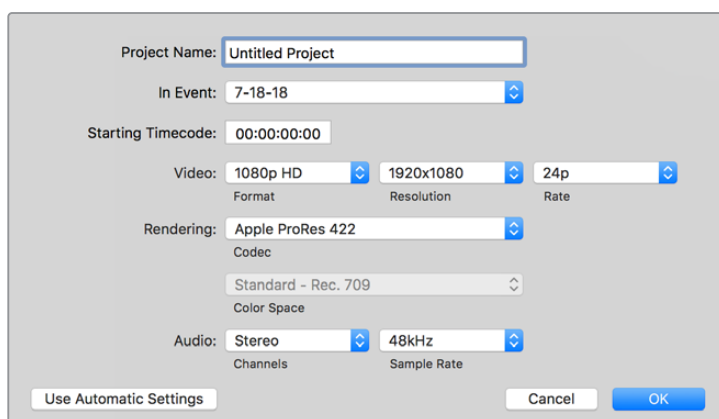 Project Name: Untitled Project
In Event: 7-18-18
Starting Timecode: 00:00:00:00
Video: 1080p HD 1920x1080 24p
Format Resolution Rate
Rendering: Apple ProRes 422
Codec
Standard - Rec. 709
Color Space
Audio: Stereo 48kHz
Channels Sample Rate
Use Automatic Settings Cancel OK